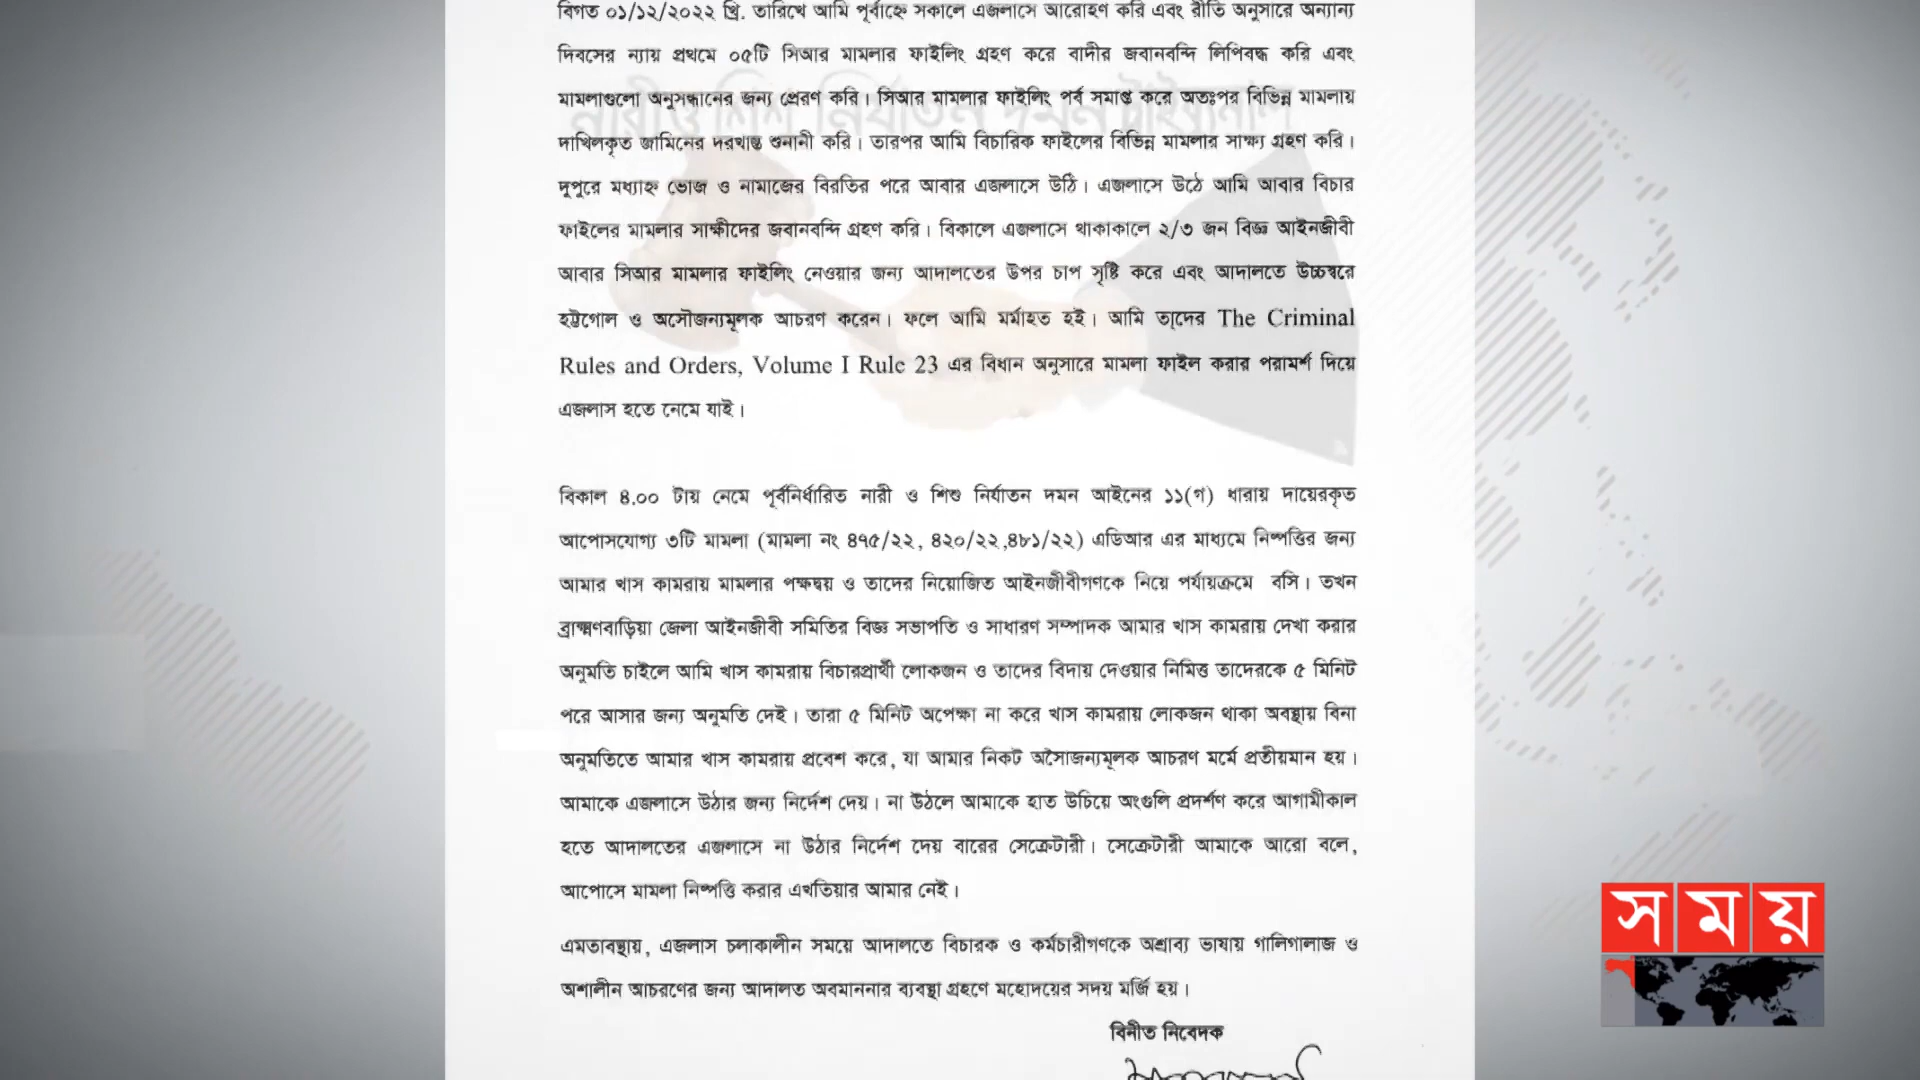 বিগত ০১/১২/২০২২ খ্রি. তারিখে আমি পূর্বাহ্নে সকালে এজলাসে আরোহণ করি এবং রীতি অনুসারে অন্যান্য
দিবসের ন্যায় প্রথমে ০৫টি সিআর মামলার ফাইলিং গ্রহণ করে বাদীর জবানবন্দি লিপিবদ্ধ করি এবং
মামলাগুলো অনুসন্ধানের জন্য প্রেরণ করি। সিআর মামলার ফাইলিং পর্ব সমাপ্ত করে অতঃপর বিভিন্ন মামলায়
নারী ও শিশু নির্যাতন দমন ট্রাইব্যুনাল
দাখিলকৃত জামিনের দরখাস্ত শুনানী করি। তারপর আমি বিচারিক ফাইলের বিভিন্ন মামলার সাক্ষ্য গ্রহণ করি।
দুপুরে মধ্যাহ্ন ভোজ ও নামাজের বিরতির পরে আবার এজলাসে উঠি। এজলাসে উঠে আমি আবার বিচার
ফাইলের মামলার সাক্ষীদের জবানবন্দি গ্রহণ করি। বিকালে এজলাসে থাকাকালে ২/৩ জন বিজ্ঞ আইনজীবী
আবার সিআর মামলার ফাইলিং নেওয়ার জন্য আদালতের উপর চাপ সৃষ্টি করে এবং আদালতে উচ্চস্বরে
হট্টগোল ও অসৌজন্যমূলক আচরণ করেন। ফলে আমি মর্মাহত হই। আমি তাদের The Criminal
Rules and Orders, Volume I Rule 23 এর বিধান অনুসারে মামলা ফাইল করার পরামর্শ দিয়ে
এজলাস হতে নেমে যাই।
বিকাল ৪.০০ টায় নেমে পূর্বনির্ধারিত নারী ও শিশু নির্যাতন দমন আইনের ১১(গ) ধারায় দায়েরকৃত
আপোসযোগ্য ৩টি মামলা (মামলা নং ৪৭৫/২২, ৪২০/২২,৪৮১/২২) এডিআর এর মাধ্যমে নিষ্পত্তির জন্য
আমার খাস কামরায় মামলার পক্ষদ্বয় ও তাদের নিয়োজিত আইনজীবীগণকে নিয়ে পর্যায়ক্রমে বসি। তখন
ব্রাহ্মণবাড়িয়া জেলা আইনজীবী সমিতির বিজ্ঞ সভাপতি ও সাধারণ সম্পাদক আমার খাস কামরায় দেখা করার
অনুমতি চাইলে আমি খাস কামরায় বিচারপ্রার্থী লোকজন ও তাদের বিদায় দেওয়ার নিমিত্ত তাদেরকে ৫ মিনিট
পরে আসার জন্য অনুমতি দেই। তারা ৫ মিনিট অপেক্ষা না করে খাস কামরায় লোকজন থাকা অবস্থায় বিনা
অনুমতিতে আমার খাস কামরায় প্রবেশ করে, যা আমার নিকট অসৈাজন্যমূলক আচরণ মর্মে প্রতীয়মান হয়।
আমাকে এজলাসে উঠার জন্য নির্দেশ দেয়। না উঠলে আমাকে হাত উচিয়ে অংগুলি প্রদর্শণ করে আগামীকাল
হতে আদালতের এজলাসে না উঠার নির্দেশ দেয় বারের সেক্রেটারী। সেক্রেটারী আমাকে আরো বলে,
আপোসে মামলা নিষ্পত্তি করার এখতিয়ার আমার নেই।
এমতাবস্থায়, এজলাস চলাকালীন সময়ে আদালতে বিচারক ও কর্মচারীগণকে অশ্রাব্য ভাষায় গালিগালাজ ও
অশালীন আচরণের জন্য আদালত অবমাননার ব্যবস্থা গ্রহণে মহোদয়ের সদয় মর্জি হয়।
বিনীত নিবেদক
সময়